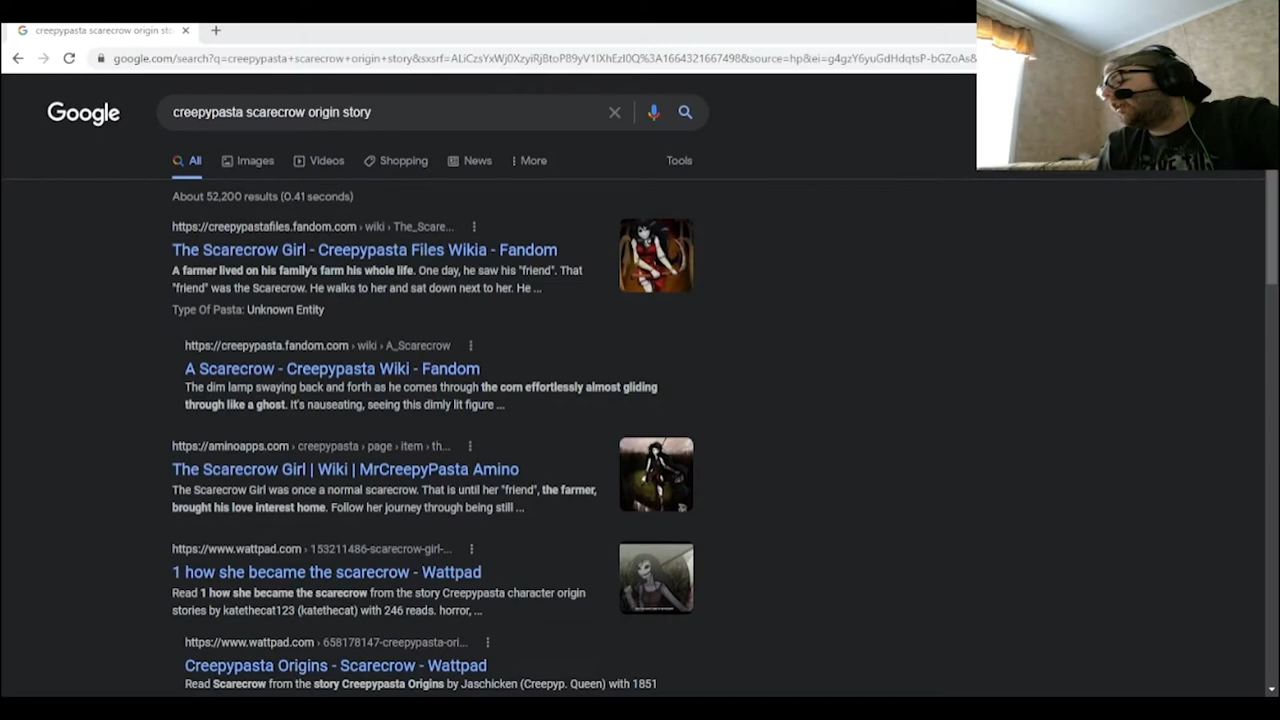 creepypasta scarecrow origin sto
google.com/search?q=creepypasta+scarecrow+origin+story&sxsrf=ALiCzsYxWj0XzyiRjBtoPB9yV1lXhEzI0Q%3A1664321667498&source=hp&ei=g4gzY6yuGdHdqtsP-bGZoAs&
Google
creepypasta scarecrow origin story
All
Images
Videos
Shopping
News
More
Tools
About 52,200 results (0.41 seconds)
https://creepypastafiles.fandom.com › wiki › The_Scare...
The Scarecrow Girl - Creepypasta Files Wikia - Fandom
A farmer lived on his family's farm his whole life. One day, he saw his "friend". That
"friend" was the Scarecrow. He walks to her and sat down next to her. He ...
Type Of Pasta: Unknown Entity
https://creepypasta.fandom.com › wiki › A_Scarecrow
A Scarecrow - Creepypasta Wiki - Fandom
The dim lamp swaying back and forth as he comes through the corn effortlessly almost gliding
through like a ghost. It's nauseating, seeing this dimly lit figure ...
https://aminoapps.com › creepypasta › page › item › th...
The Scarecrow Girl | Wiki | MrCreepyPasta Amino
The Scarecrow Girl was once a normal scarecrow. That is until her "friend", the farmer,
brought his love interest home. Follow her journey through being still ...
https://www.wattpad.com › 153211486-scarecrow-girl-...
1 how she became the scarecrow - Wattpad
Read 1 how she became the scarecrow from the story Creepypasta character origin
stories by katethecat123 (katethecat) with 246 reads. horror, ...
https://www.wattpad.com › 658178147-creepypasta-ori...
Creepypasta Origins - Scarecrow - Wattpad
Read Scarecrow from the story Creepypasta Origins by Jaschicken (Creepyp. Queen) with 1851